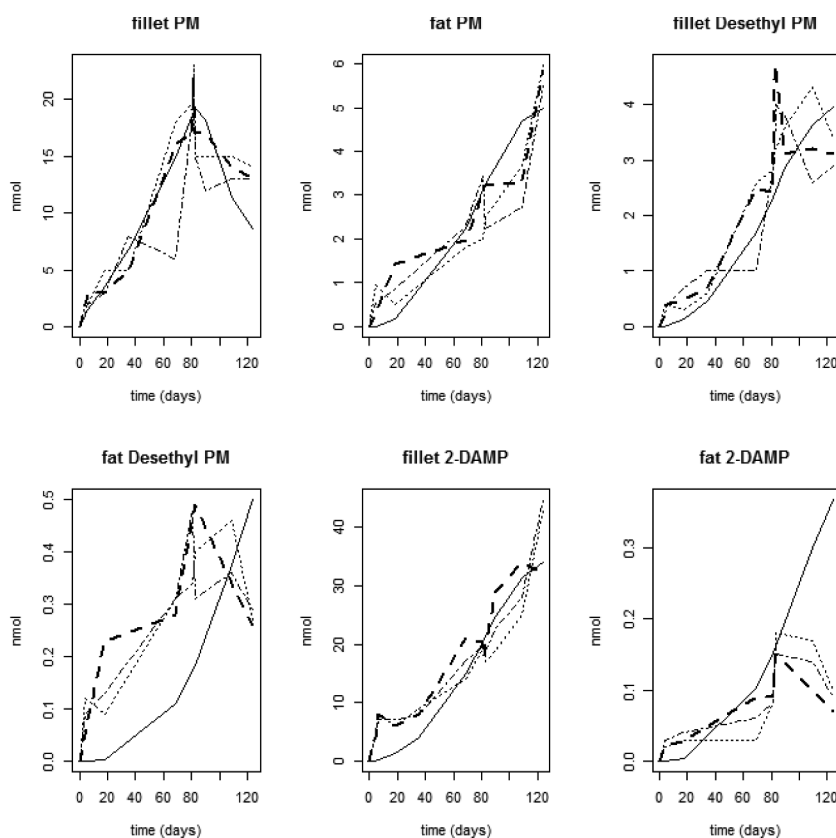 fillet PM
fat PM
fillet Desethyl PM
nmol
0 5 10 15 20
0 20 40 60 80 120
time (days)
nmol
0 1 2 3 4 5 6
0 20 40 60 80 120
time (days)
nmol
0 1 2 3 4
0 20 40 60 80 120
time (days)
fat Desethyl PM
fillet 2-DAMP
fat 2-DAMP
nmol
0.0 0.1 0.2 0.3 0.4 0.5
0 20 40 60 80 120
time (days)
nmol
0 10 20 30 40
0 20 40 60 80 120
time (days)
nmol
0.0 0.1 0.2 0.3
0 20 40 60 80 120
time (days)